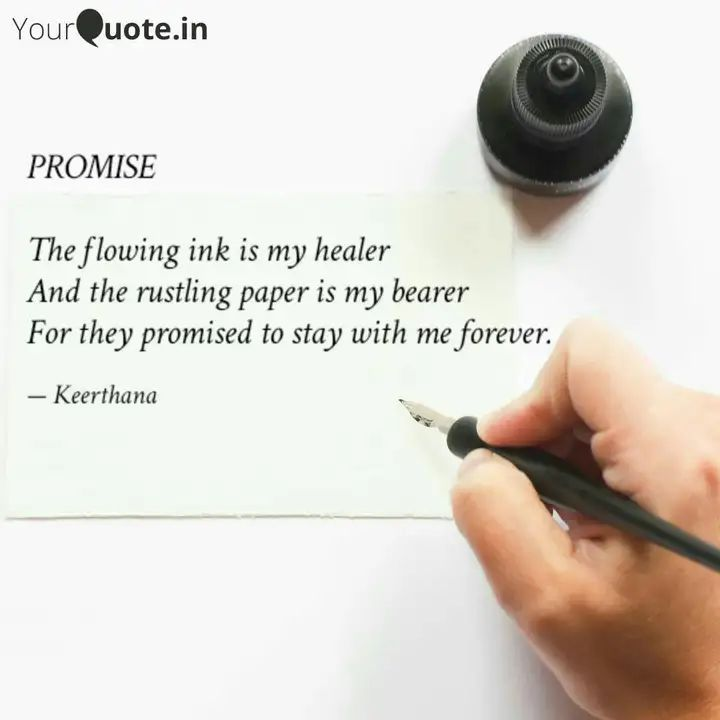 YourQuote.in
PROMISE
The flowing ink is my healer
And the rustling paper is my bearer
For they promised to stay with me forever.
— Keerthana